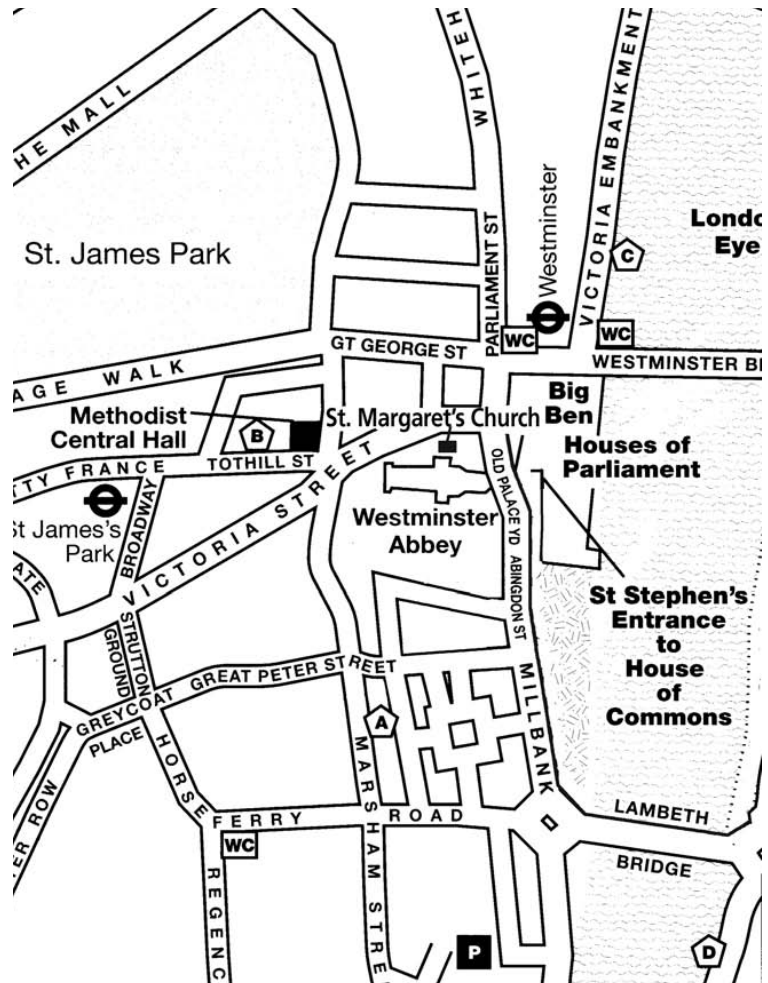 HE MALL
WHITEH
VICTORIA EMBANKMENT
St. James Park
Londo
Eye
C
Westminster
PARLIAMENT ST
WC
WC
GT GEORGE ST
WESTMINSTER B
AGE WALK
Methodist
Central Hall
B
St. Margaret's Church
Big
Ben
Houses of
Parliament
TTY FRANCE
TOTHILL ST
St James's
Park
BROADWAY
VICTORIA STREET
Westminster
Abbey
OLD PALACE YD
ABINGDON ST
ATE
St Stephen's
Entrance
to
House
of
Commons
STRUTTON
GROUND
GREAT PETER STREET
GREYCOAT
PLACE
A
MILLBANK
HORSE
FERRY ROAD
MARSHAM STRE
LAMBETH
BRIDGE
ER ROW
WC
REGENC
P
D